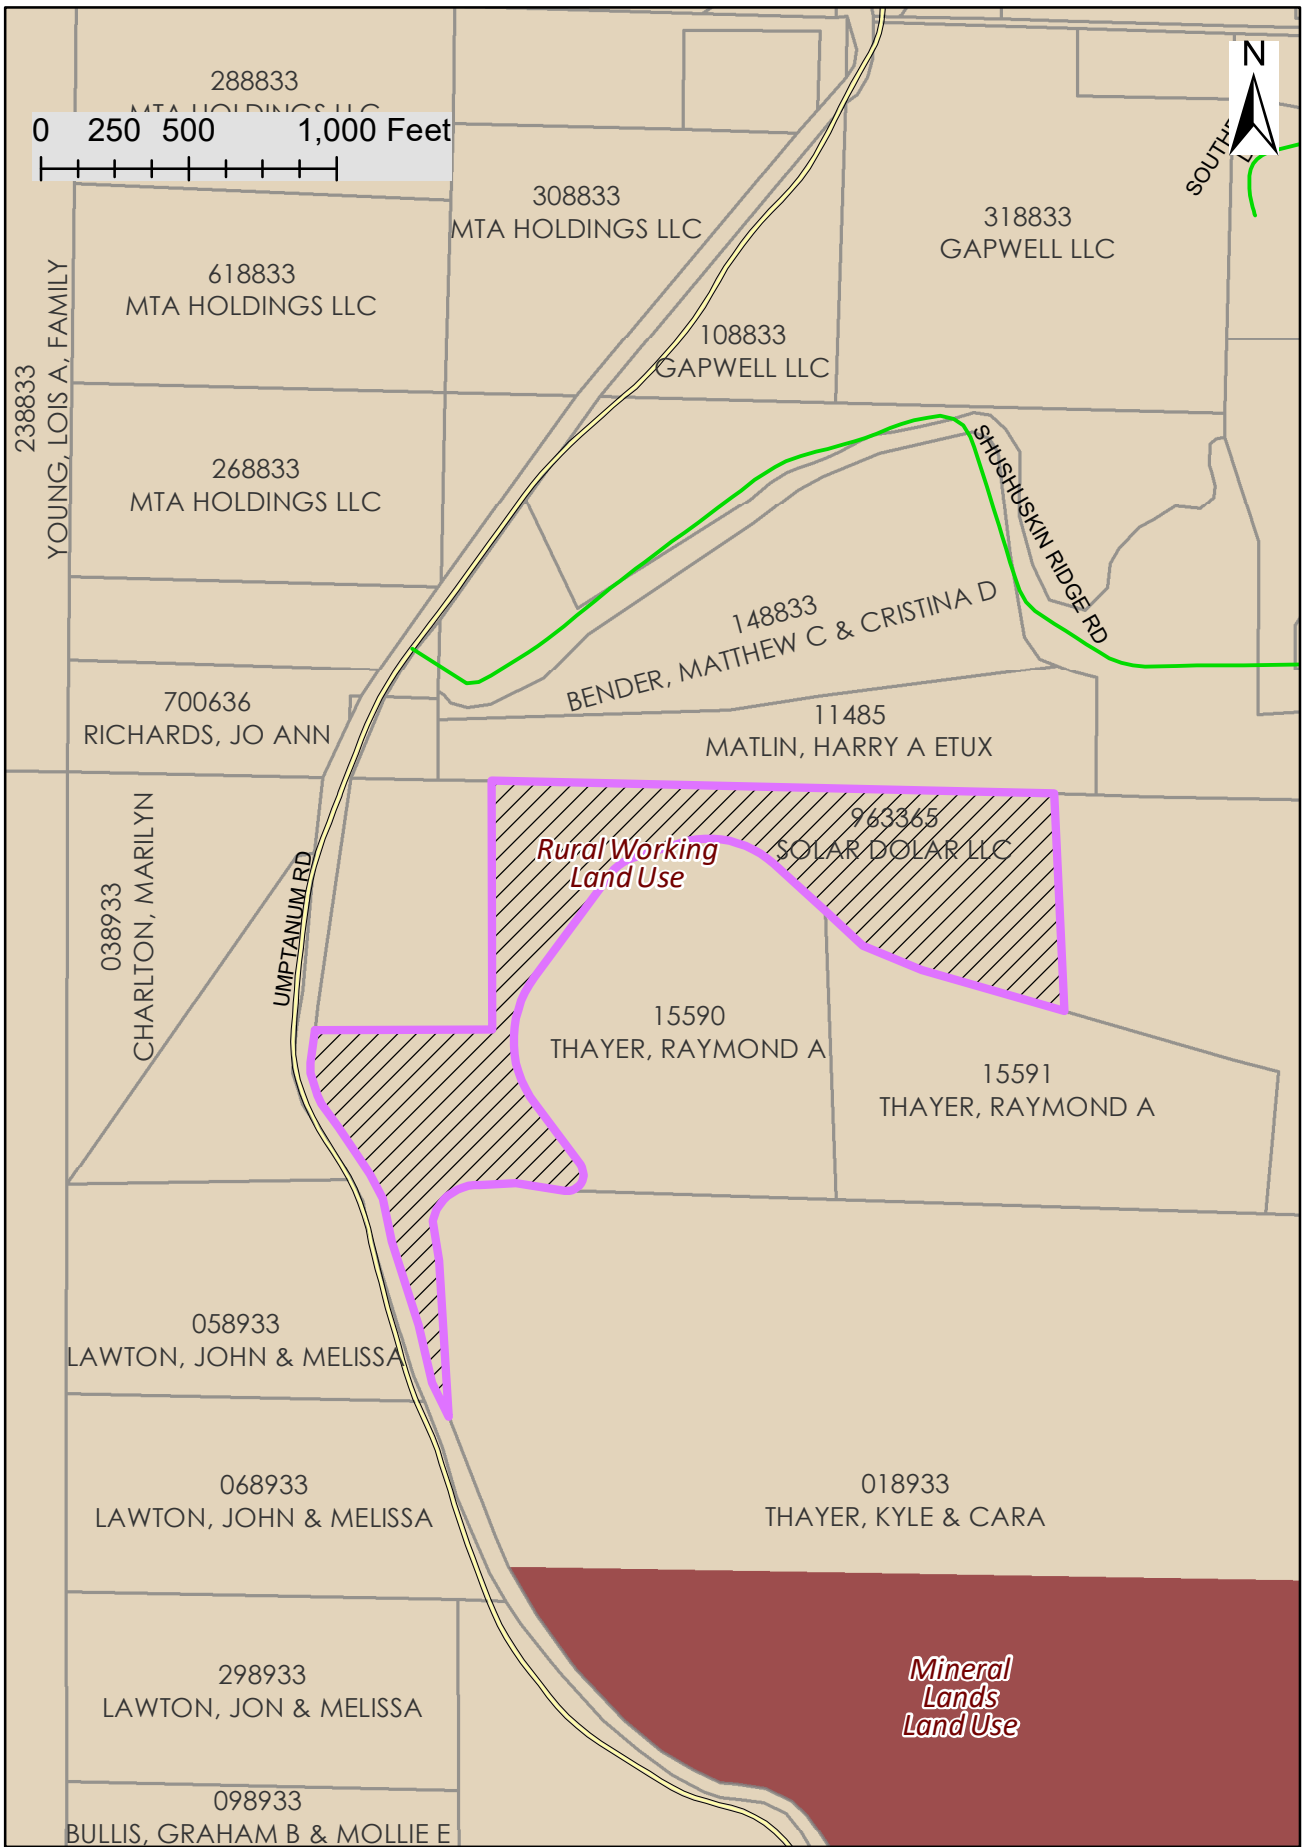 288833
MTA HOLDINGS LLC
0 250 500 1,000 Feet
N
SOUTH
308833
MTA HOLDINGS LLC
318833
GAPWELL LLC
618833
MTA HOLDINGS LLC
238833
YOUNG, LOIS A, FAMILY
108833
GAPWELL LLC
268833
MTA HOLDINGS LLC
SHUSHUSKIN RIDGE RD
148833
BENDER, MATTHEW C & CRISTINA D
700636
RICHARDS, JO ANN
11485
MATLIN, HARRY A ETUX
963365
SOLAR DOLAR LLC
Rural Working
Land Use
038933
CHARLTON, MARILYN
UMPTANUM RD
15590
THAYER, RAYMOND A
15591
THAYER, RAYMOND A
058933
LAWTON, JOHN & MELISSA
068933
LAWTON, JOHN & MELISSA
018933
THAYER, KYLE & CARA
298933
LAWTON, JON & MELISSA
Mineral
Lands
Land Use
098933
BULLIS, GRAHAM B & MOLLIE E